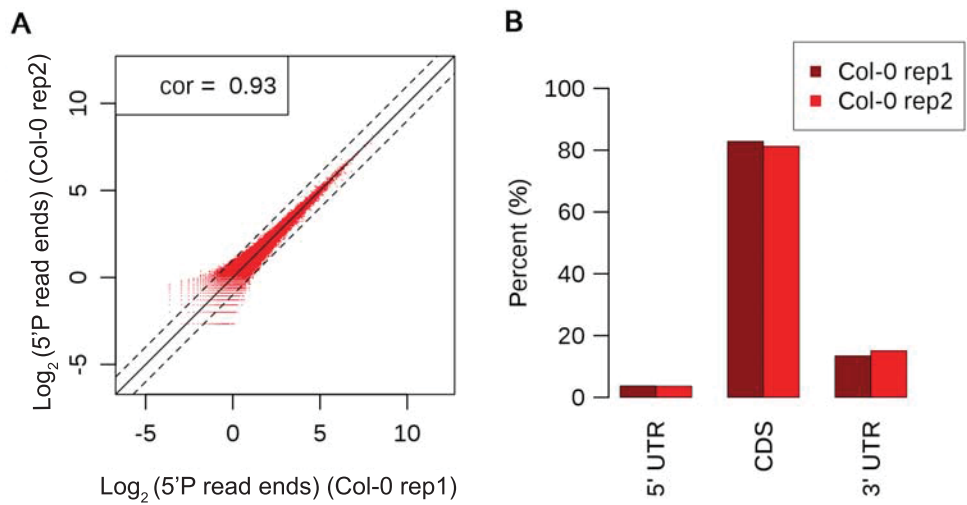 A
cor = 0.93
Log2 (5'P read ends) (Col-0 rep2)
10
5
0
-5
-5 0 5 10
Log2 (5'P read ends) (Col-0 rep1)
B
Col-0 rep1
Col-0 rep2
Percent (%)
100
80
60
40
20
0
5' UTR
CDS
3' UTR